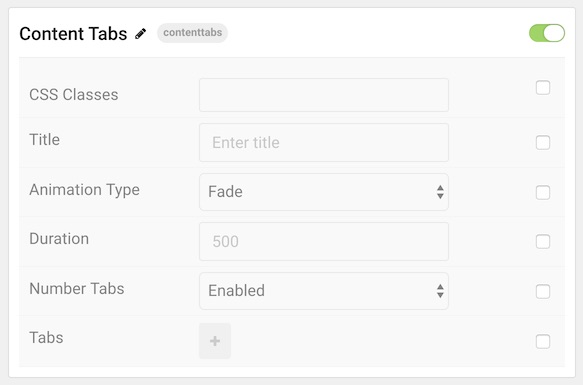 Content Tabs contenttabs
CSS Classes
Title Enter title
Animation Type Fade
Duration 500
Number Tabs Enabled
Tabs +